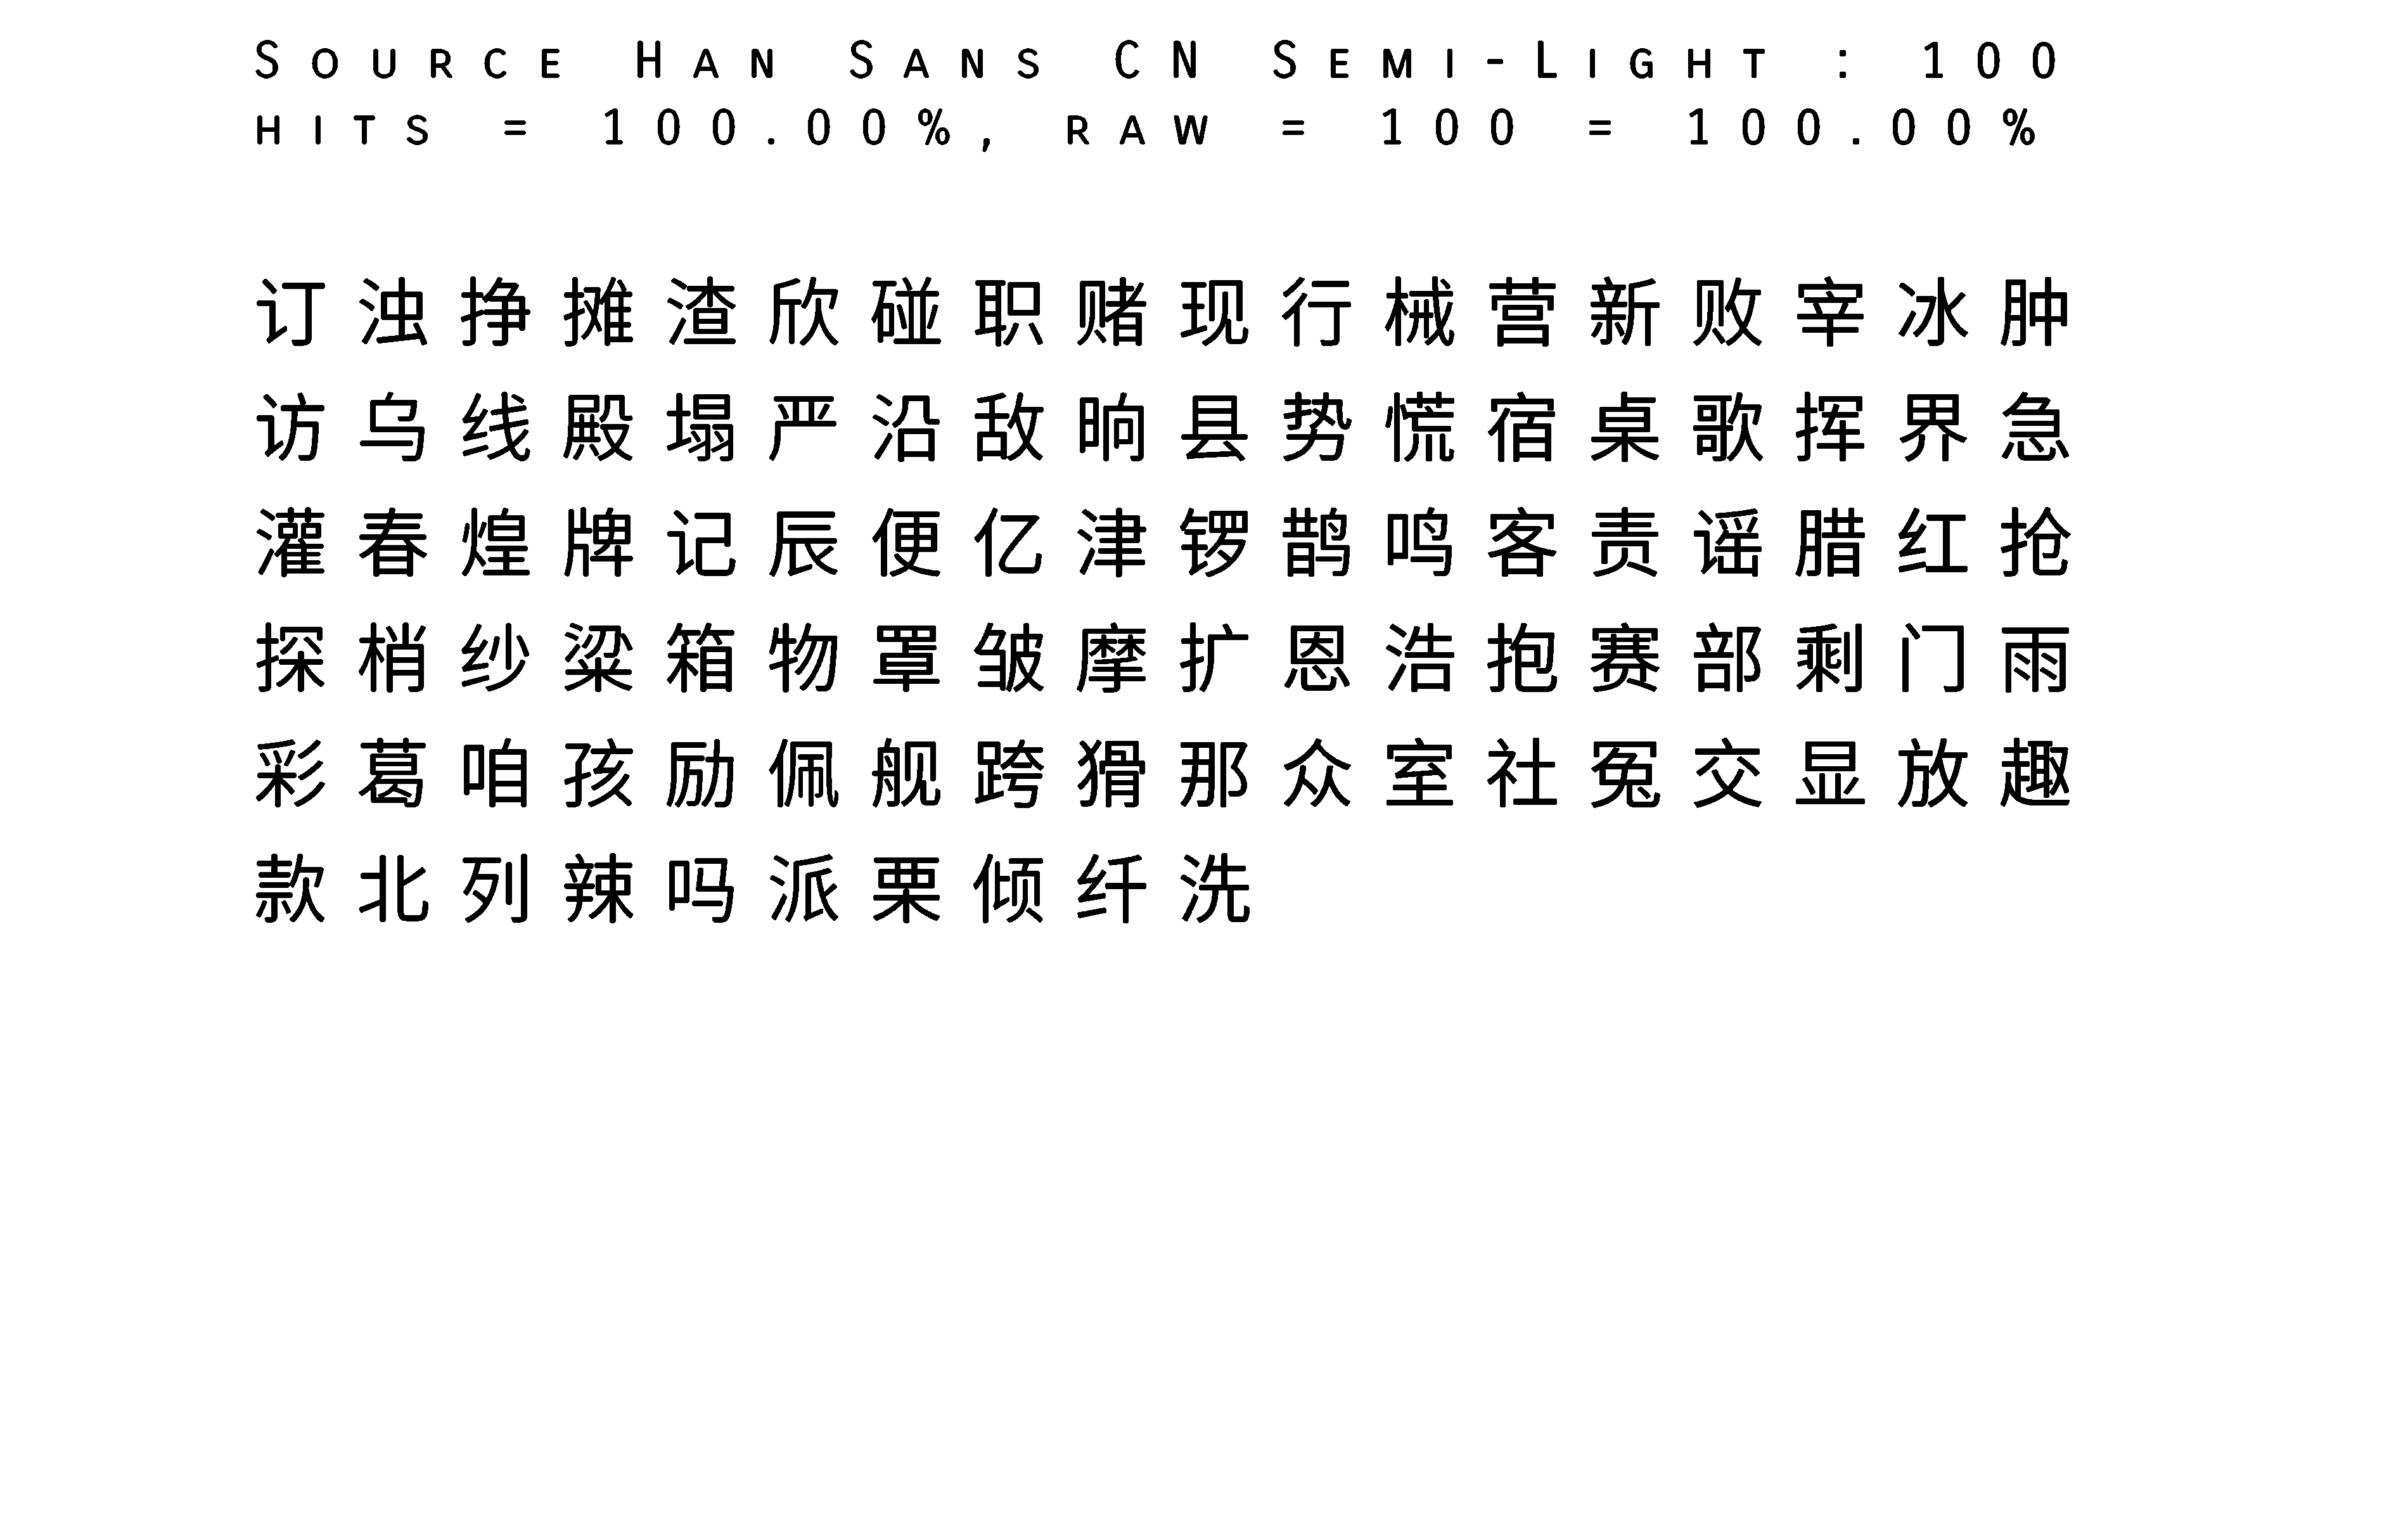 Source Han Sans CN Semi-Light : 100
hits = 100.00%, raw = 100 = 100.00%
订浊挣摊渣欣碰职赌现行械营新败宰冰肿
访乌线殿塌严沿敌晌县势慌宿桌歌挥界急
灌春煌牌记辰便亿津锣鹊鸣客责谣腊红抢
探梢纱粱箱物罩皱摩扩恩浩抱赛部剩门雨
彩葛咱孩励佩舰跨猾那众室社冤交显放趣
款北列辣吗派栗倾纤洗